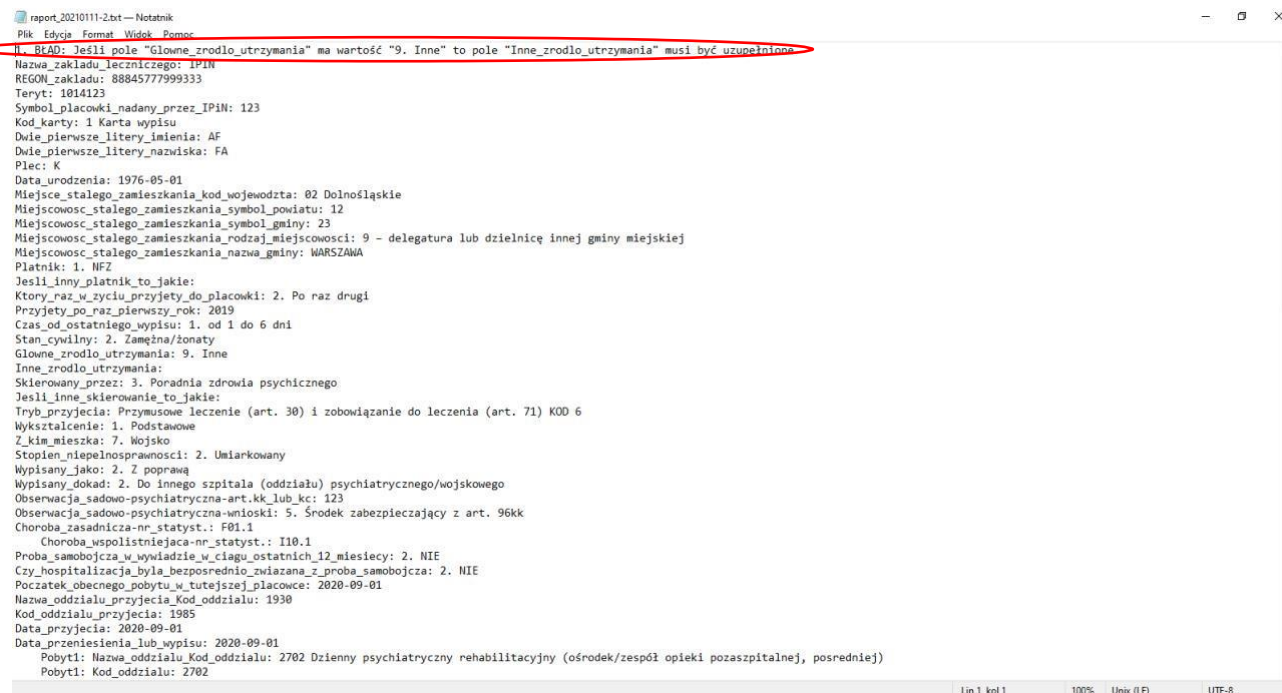 raport_20210111-2.txt — Notatnik
Plik Edycja Format Widok Pomoc
1. BŁĄD: Jeśli pole "Glowne_zrodlo_utrzymania" ma wartość "9. Inne" to pole "Inne_zrodlo_utrzymania" musi być uzupełnione
Nazwa_zakladu_leczniczego: IPIN
REGON_zakladu: 88845777999333
Teryt: 1014123
Symbol_placowki_nadany_przez_IPiN: 123
Kod_karty: 1 Karta wypisu
Dwie_pierwsze_litery_imienia: AF
Dwie_pierwsze_litery_nazwiska: FA
Plec: K
Data_urodzenia: 1976-05-01
Miejsce_stalego_zamieszkania_kod_wojewodzta: 02 Dolnośląskie
Miejscowosc_stalego_zamieszkania_symbol_powiatu: 12
Miejscowosc_stalego_zamieszkania_symbol_gminy: 23
Miejscowosc_stalego_zamieszkania_rodzaj_miejscowosci: 9 – delegatura lub dzielnicę innej gminy miejskiej
Miejscowosc_stalego_zamieszkania_nazwa_gminy: WARSZAWA
Platnik: 1. NFZ
Jesli_inny_platnik_to_jakie:
Ktory_raz_w_zyciu_przyjety_do_placowki: 2. Po raz drugi
Przyjety_po_raz_pierwszy_rok: 2019
Czas_od_ostatniego_wypisu: 1. od 1 do 6 dni
Stan_cywilny: 2. Zamężna/żonaty
Glowne_zrodlo_utrzymania: 9. Inne
Inne_zrodlo_utrzymania:
Skierowany_przez: 3. Poradnia zdrowia psychicznego
Jesli_inne_skierowanie_to_jakie:
Tryb_przyjecia: Przymusowe leczenie (art. 30) i zobowiązanie do leczenia (art. 71) KOD 6
Wyksztalcenie: 1. Podstawowe
Z_kim_mieszka: 7. Wojsko
Stopien_niepelnosprawnosci: 2. Umiarkowany
Wypisany_jako: 2. Z poprawą
Wypisany_dokad: 2. Do innego szpitala (oddziału) psychiatrycznego/wojskowego
Obserwacja_sadowo-psychiatryczna-art.kk_lub_kc: 123
Obserwacja_sadowo-psychiatryczna-wnioski: 5. Środek zabezpieczający z art. 96kk
Choroba_zasadnicza-nr_statyst.: F01.1
Choroba_wspolistniejaca-nr_statyst.: I10.1
Proba_samobojcza_w_wywiadzie_w_ciagu_ostatnich_12_miesiecy: 2. NIE
Czy_hospitalizacja_byla_bezposrednio_zwiazana_z_proba_samobojcza: 2. NIE
Poczatek_obecnego_pobytu_w_tutejszej_placowce: 2020-09-01
Nazwa_oddzialu_przyjecia_Kod_oddzialu: 1930
Kod_oddzialu_przyjecia: 1985
Data_przyjecia: 2020-09-01
Data_przeniesienia_lub_wypisu: 2020-09-01
Pobyt1: Nazwa_oddzialu_Kod_oddzialu: 2702 Dzienny psychiatryczny rehabilitacyjny (ośrodek/zespół opieki pozaszpitalnej, posredniej)
Pobyt1: Kod_oddzialu: 2702
Lin 1, kol 1 100% Unix (LF) UTF-8